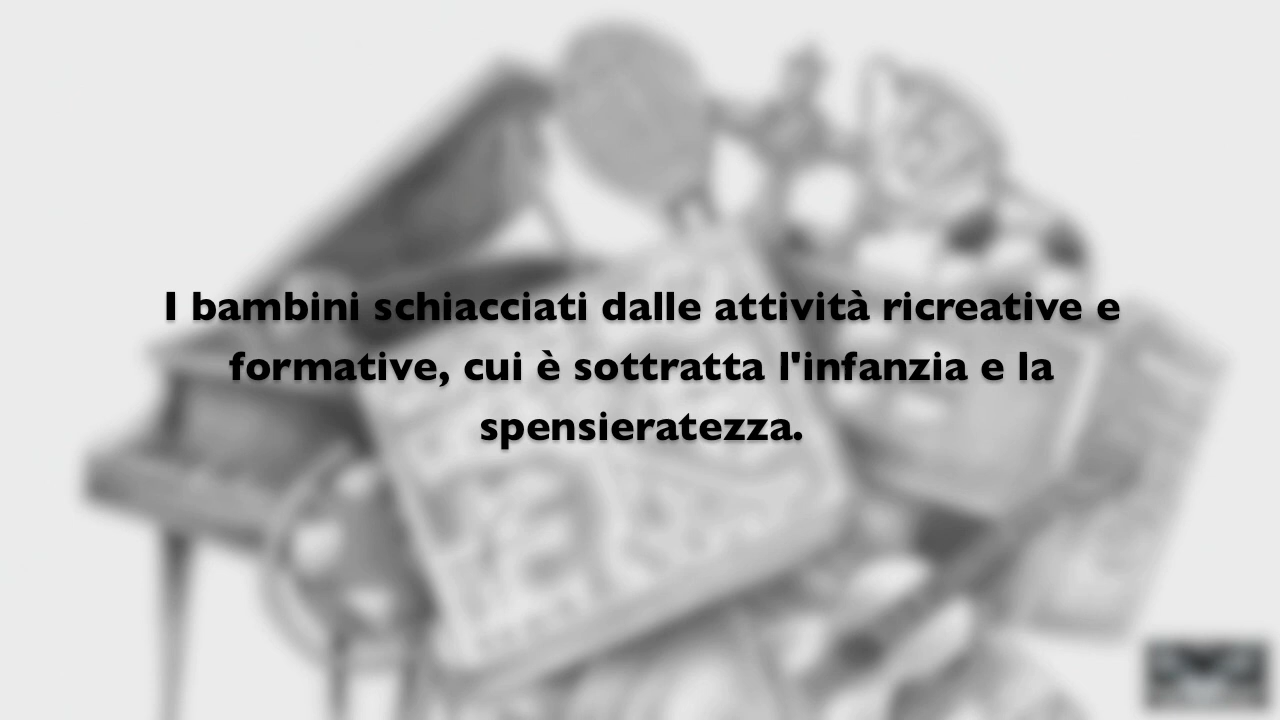 I bambini schiacciati dalle attività ricreative e
formative, cui è sottratta l'infanzia e la
spensieratezza.